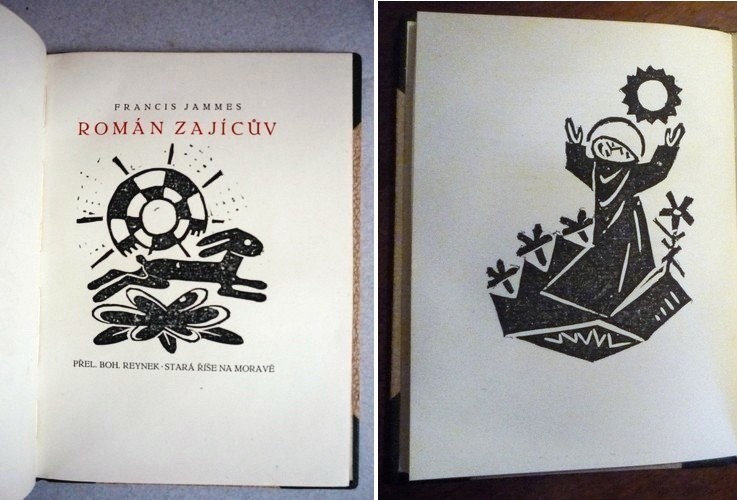 FRANCIS JAMMES
ROMÁN ZAJÍCŮV
PŘEL. BOH. REYNEK · STARÁ ŘÍŠE NA MORAVĚ